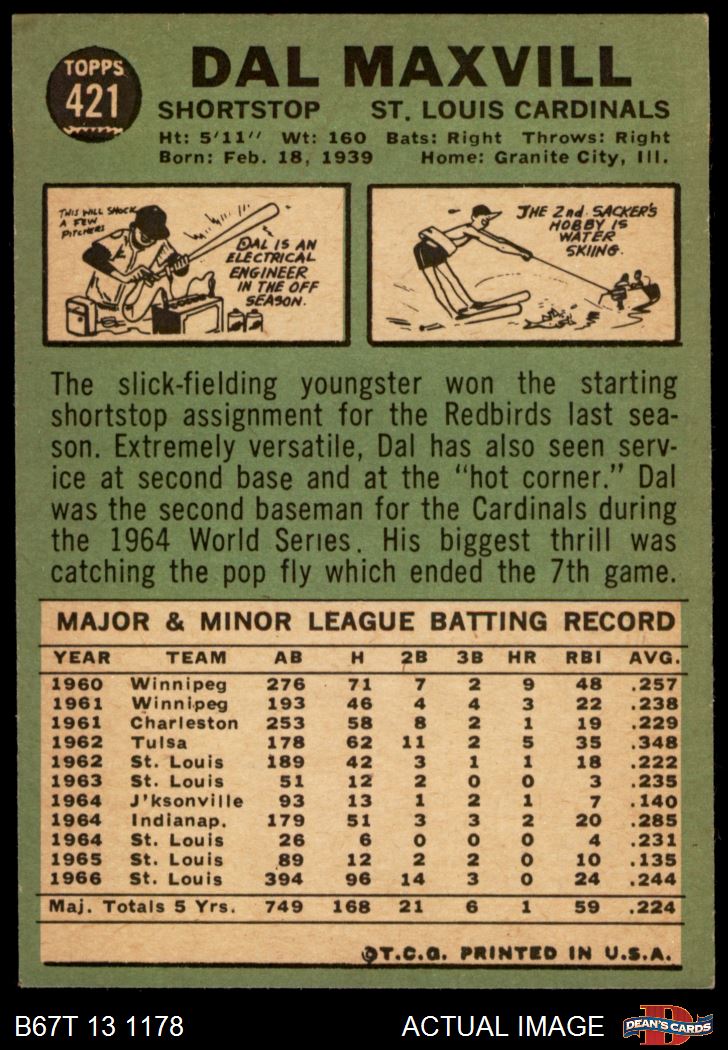 TOPPS
421
DAL MAXVILL
SHORTSTOP ST. LOUIS CARDINALS
Ht: 5'11" Wt: 160 Bats: Right Throws: Right
Born: Feb. 18, 1939 Home: Granite City, Ill.
THIS WILL SHOCK
A FEW
PITCHERS
DAL IS AN
ELECTRICAL
ENGINEER
IN THE OFF
SEASON.
THE 2nd. SACKER'S
HOBBY IS
WATER
SKIING.
The slick-fielding youngster won the starting
shortstop assignment for the Redbirds last sea-
son. Extremely versatile, Dal has also seen serv-
ice at second base and at the "hot corner." Dal
was the second baseman for the Cardinals during
the 1964 World Series. His biggest thrill was
catching the pop fly which ended the 7th game.
MAJOR & MINOR LEAGUE BATTING RECORD
YEAR TEAM AB H 2B 3B HR RBI AVG.
1960 Winnipeg 276 71 7 2 9 48 .257
1961 Winnipeg 193 46 4 4 3 22 .238
1961 Charleston 253 58 8 2 1 19 .229
1962 Tulsa 178 62 11 2 5 35 .348
1962 St. Louis 189 42 3 1 1 18 .222
1963 St. Louis 51 12 2 0 0 3 .235
1964 J'ksonville 93 13 1 2 1 7 .140
1964 Indianap. 179 51 3 3 2 20 .285
1964 St. Louis 26 6 0 0 0 4 .231
1965 St. Louis 89 12 2 2 0 10 .135
1966 St. Louis 394 96 14 3 0 24 .244
Maj. Totals 5 Yrs. 749 168 21 6 1 59 .224
©T.C.G. PRINTED IN U.S.A.
B67T 13 1178 ACTUAL IMAGE
D
DEAN'S CARDS